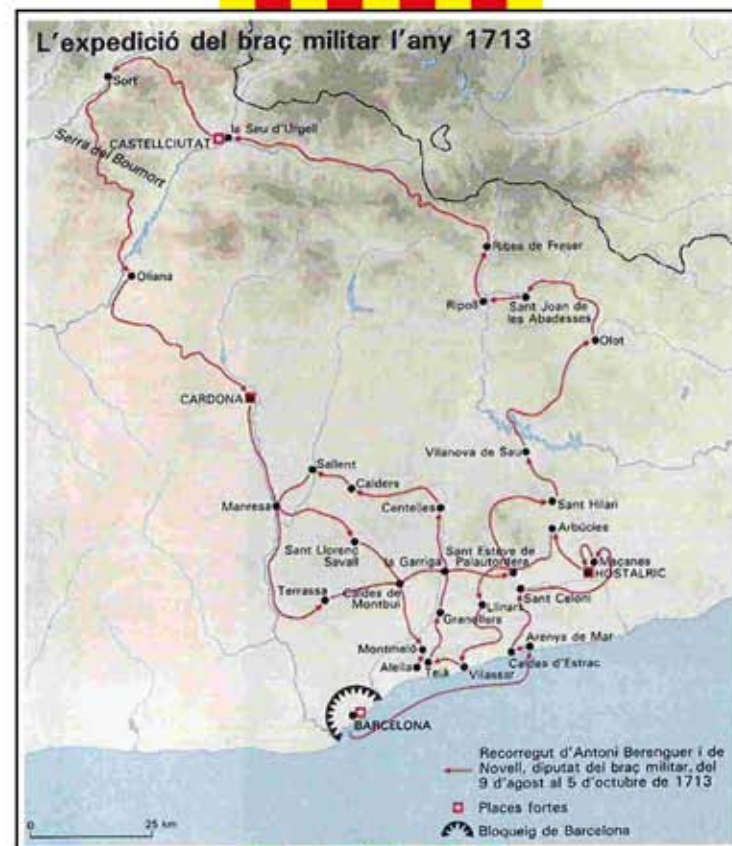 L'expedició del braç militar l'any 1713
Sort
la Seu d'Urgell
CASTELLCIUTAT
Serra del Boumort
Ribes de Freser
Oliana
Ripoll
Sant Joan
de les Abadesses
Olot
CARDONA
Vilanova de Sau
Sallent
Calders
Manresa
Centelles
Sant Hilari
Arbúcies
Sant Llorenç
Savall
la Garriga
Sant Esteve de
Palautordera
Maçanes
HOSTALRIC
Terrassa
Caldes de
Montbui
Sant Celoni
Llinars
Granollers
Arenys de Mar
Montmeló
Caldes d'Estrac
Alella
Teià
Vilassar
BARCELONA
Recorregut d'Antoni Berenguer i de
Novell, diputat del braç militar, del
9 d'agost al 5 d'octubre de 1713
Places fortes
0 25 km
Bloqueig de Barcelona